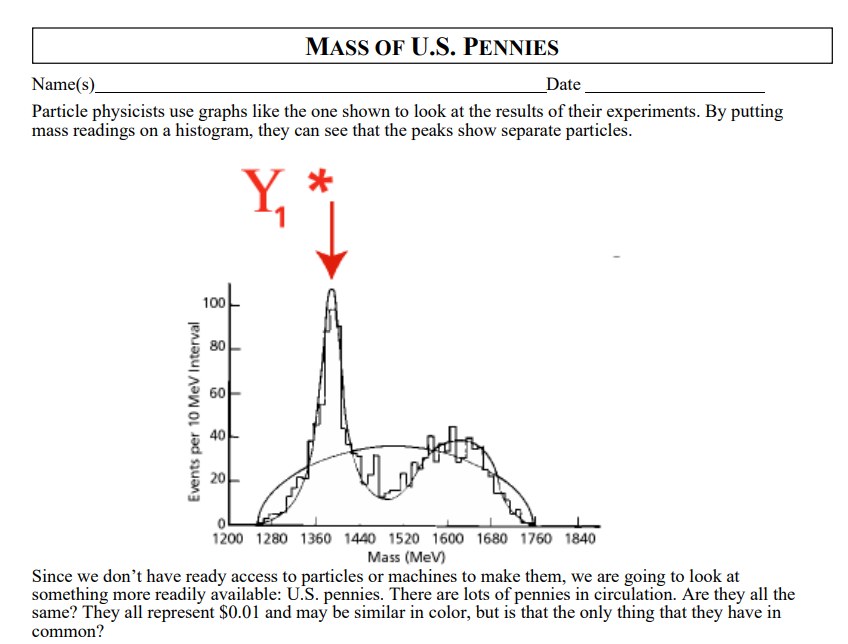 MASS OF U.S. PENNIES
Name(s) Date
Particle physicists use graphs like the one shown to look at the results of their experiments. By putting
mass readings on a histogram, they can see that the peaks show separate particles.
Y₁ *
Events per 10 MeV Interval
100
80
60
40
20
0
1200 1280 1360 1440 1520 1600 1680 1760 1840
Mass (MeV)
Since we don’t have ready access to particles or machines to make them, we are going to look at
something more readily available: U.S. pennies. There are lots of pennies in circulation. Are they all the
same? They all represent $0.01 and may be similar in color, but is that the only thing that they have in
common?